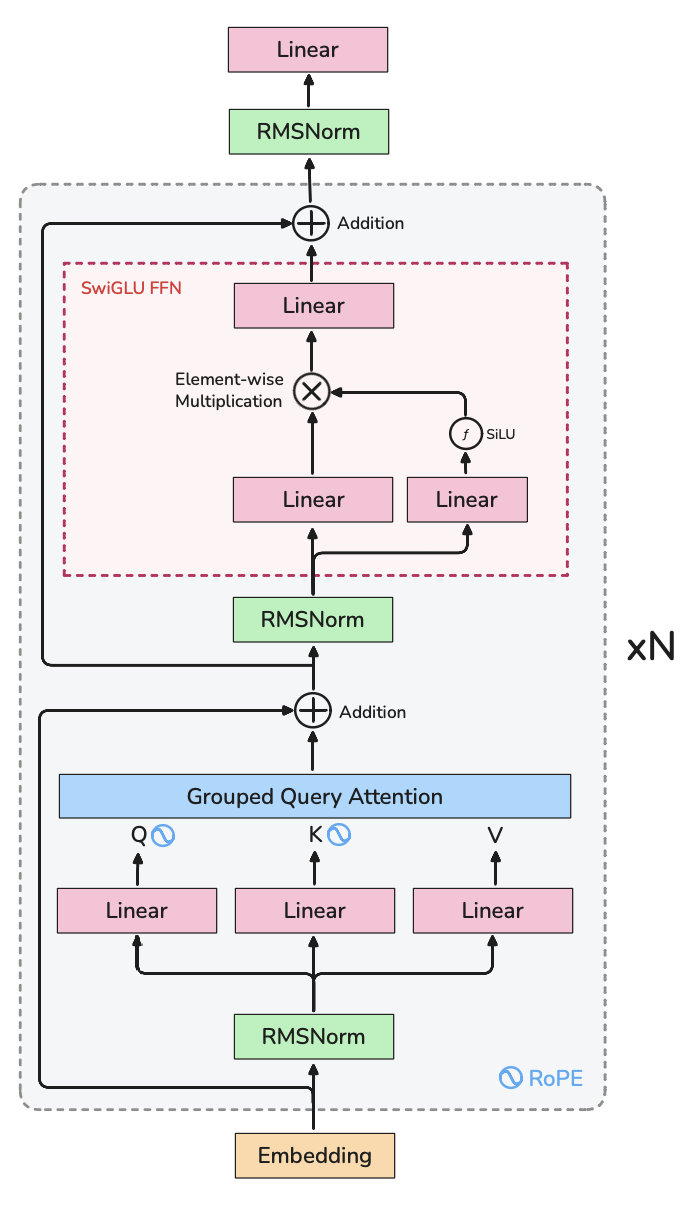 Linear
RMSNorm
Addition
SwiGLU FFN
Linear
Element-wise
Multiplication
f
SiLU
Linear
Linear
RMSNorm
xN
Addition
Grouped Query Attention
Q
K
V
Linear
Linear
Linear
RMSNorm
RoPE
Embedding